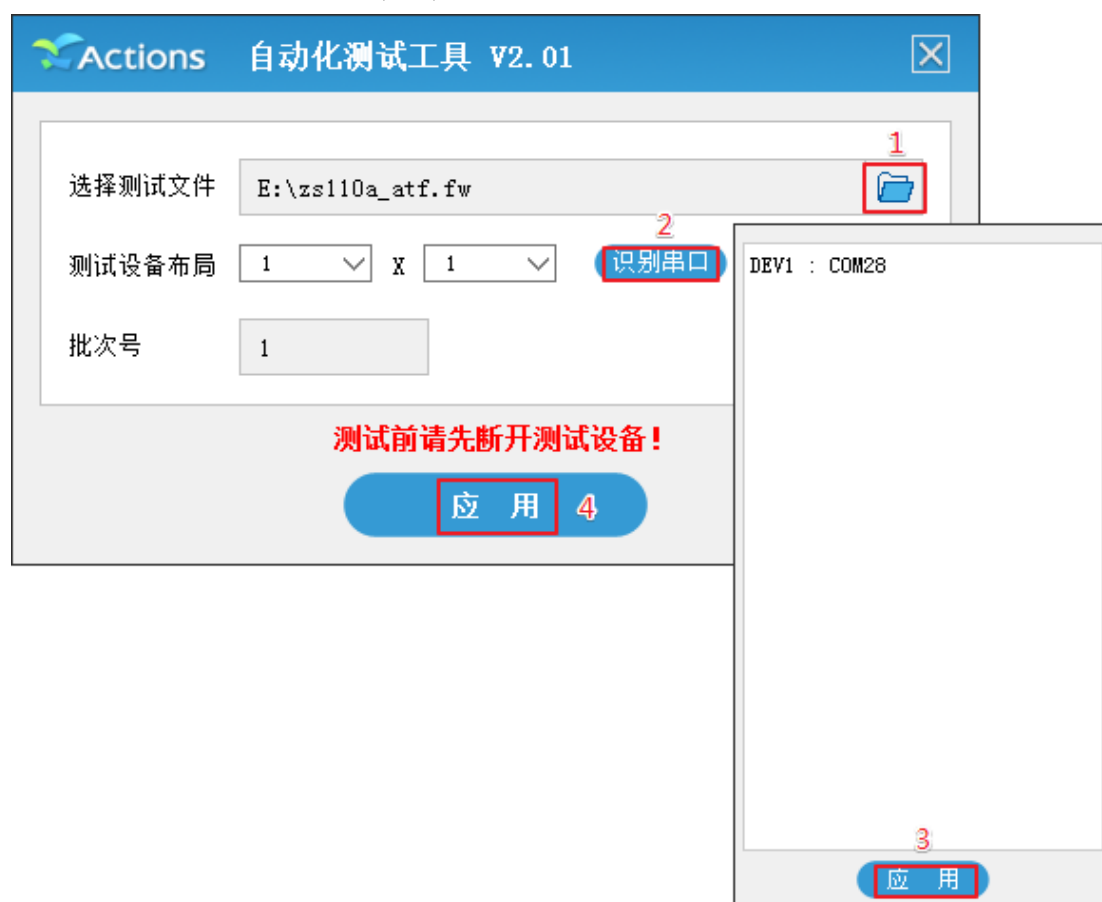 Actions 自动化测试工具 V2.01
1
选择测试文件 E:\zs110a_atf.fw
2
测试设备布局 1 X 1 识别串口
DEV1 : COM28
批次号 1
测试前请先断开测试设备!
应 用 4
3
应 用